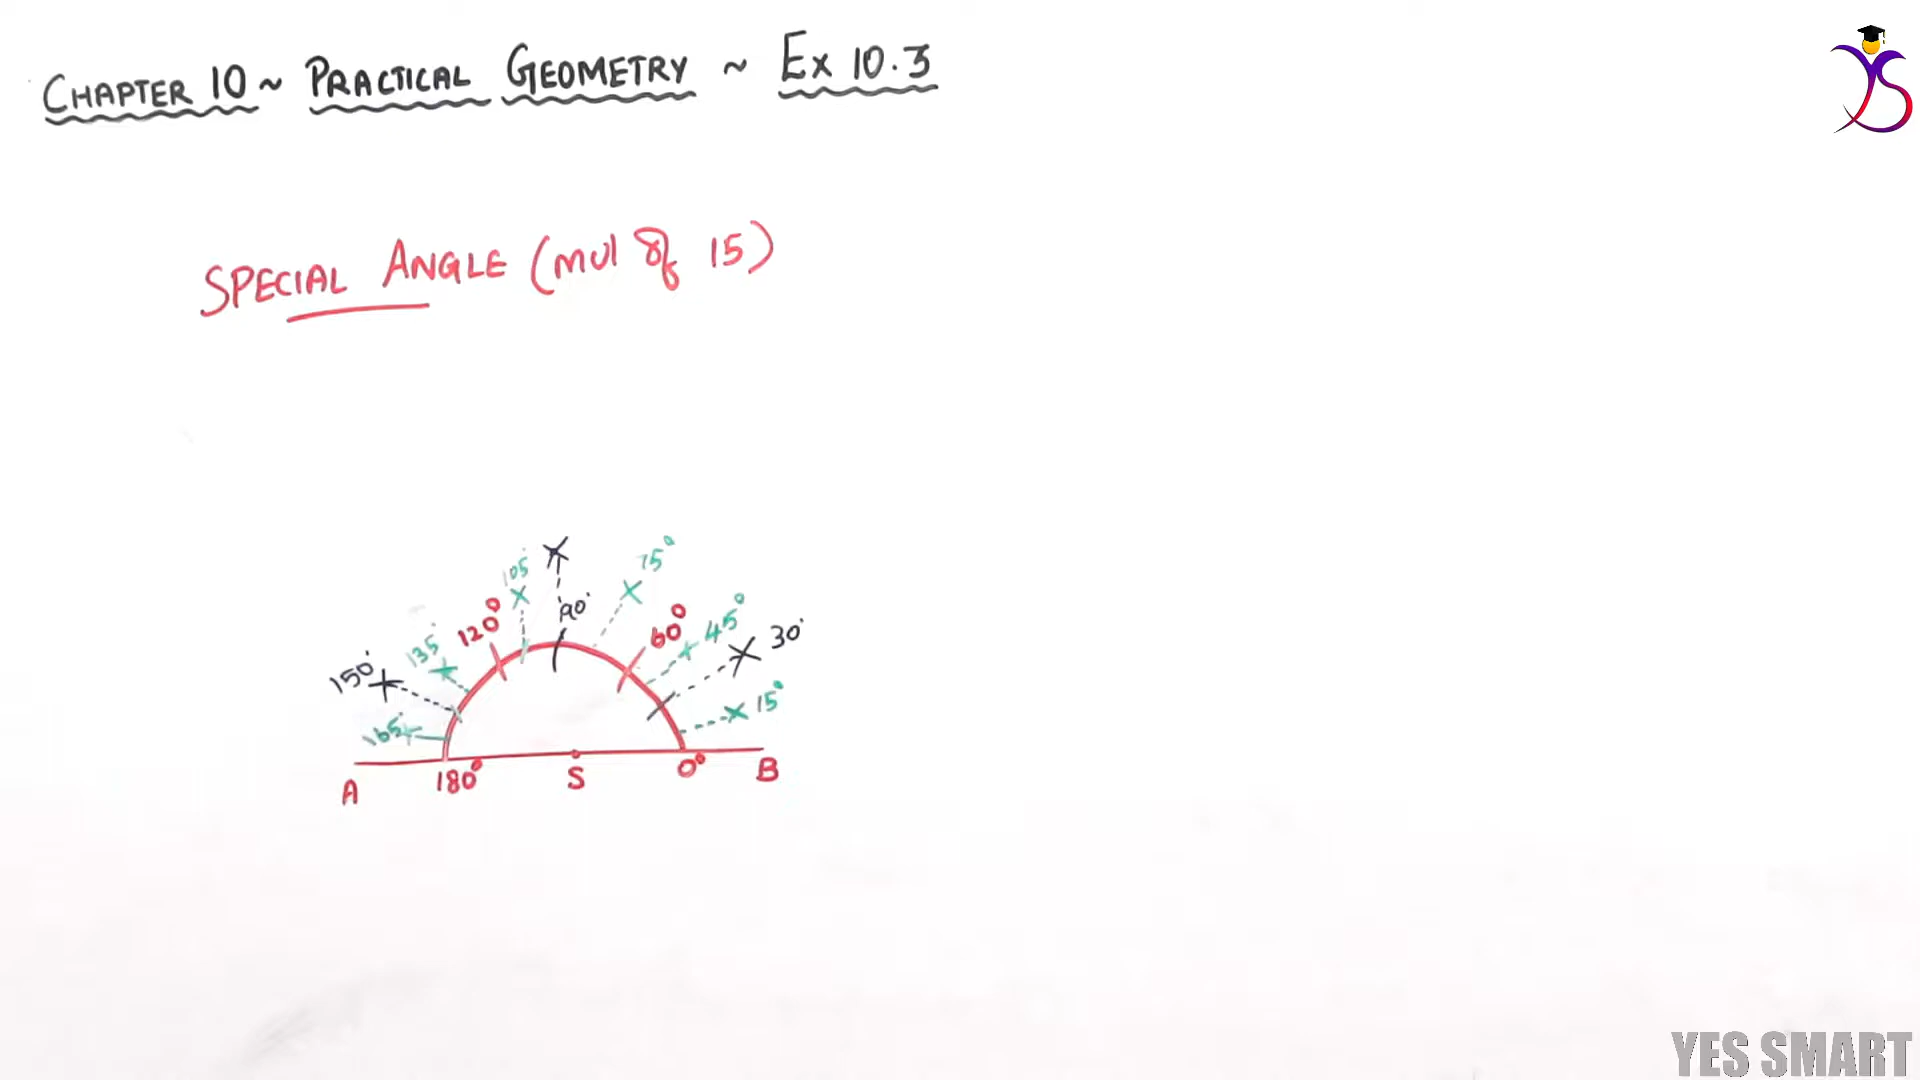 CHAPTER 10 ~ PRACTICAL GEOMETRY ~ Ex 10.3
YS
SPECIAL ANGLE (mul of 15)
105°
75°
90°
120°
60°
45°
30°
135°
150°
15°
165°
A
180°
S
0°
B
YES SMART